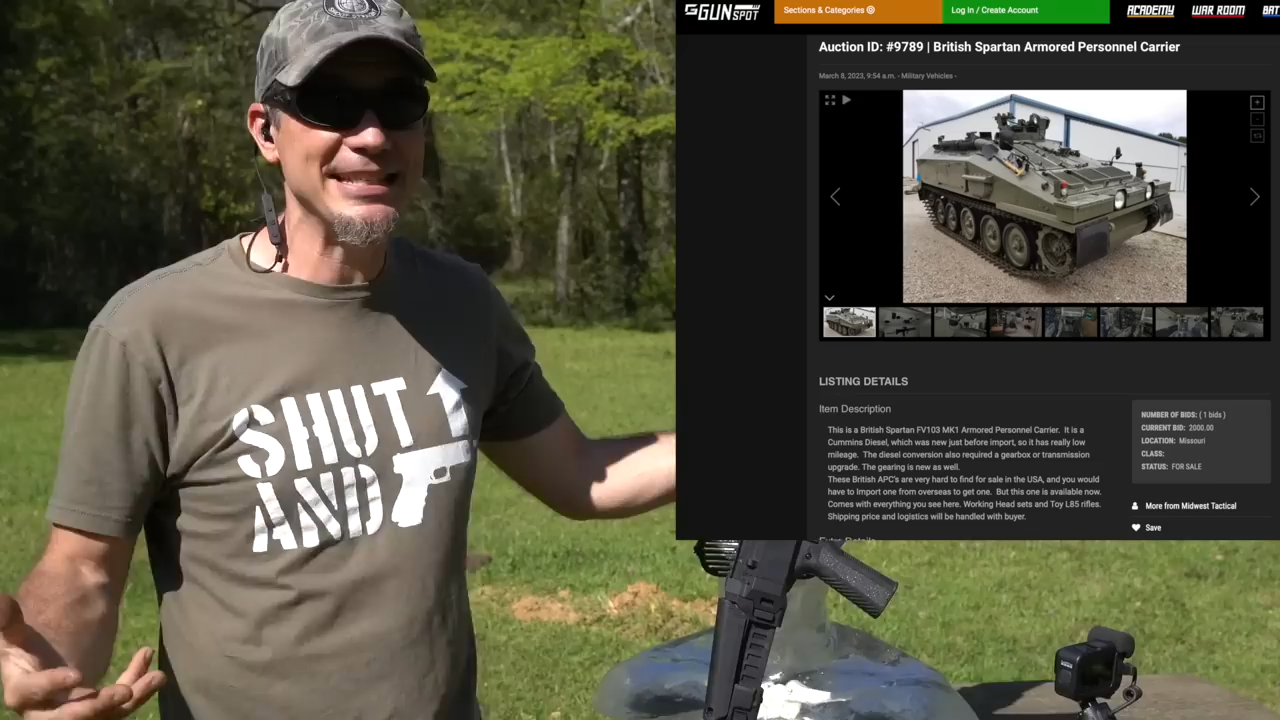 GUN SPOT
Sections & Categories
Log In / Create Account
ACADEMY
WAR ROOM
BAT
Auction ID: #9789 | British Spartan Armored Personnel Carrier
March 8, 2023, 9:54 a.m. - Military Vehicles -
LISTING DETAILS
Item Description
This is a British Spartan FV103 MK1 Armored Personnel Carrier. It is a
Cummins Diesel, which was new just before import, so it has really low
mileage. The diesel conversion also required a gearbox or transmission
upgrade. The gearing is new as well.
These British APC's are very hard to find for sale in the USA, and you would
have to Import one from overseas to get one. But this one is available now.
Comes with everything you see here. Working Head sets and Toy L85 rifles.
Shipping price and logistics will be handled with buyer.
NUMBER OF BIDS: ( 1 bids )
CURRENT BID: 2000.00
LOCATION: Missouri
CLASS:
STATUS: FOR SALE
More from Midwest Tactical
Save
SHUT
AND